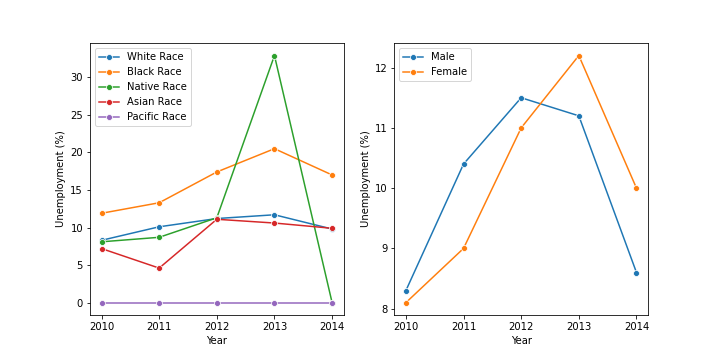 White Race
Black Race
Native Race
Asian Race
Pacific Race
Unemployment (%)
30
25
20
15
10
5
0
2010 2011 2012 2013 2014
Year
Male
Female
Unemployment (%)
12
11
10
9
8
2010 2011 2012 2013 2014
Year